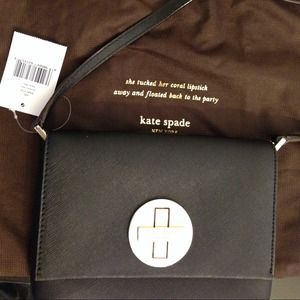 she tucked her coral lipstick
away and floated back to the party
kate spade
NEW YORK